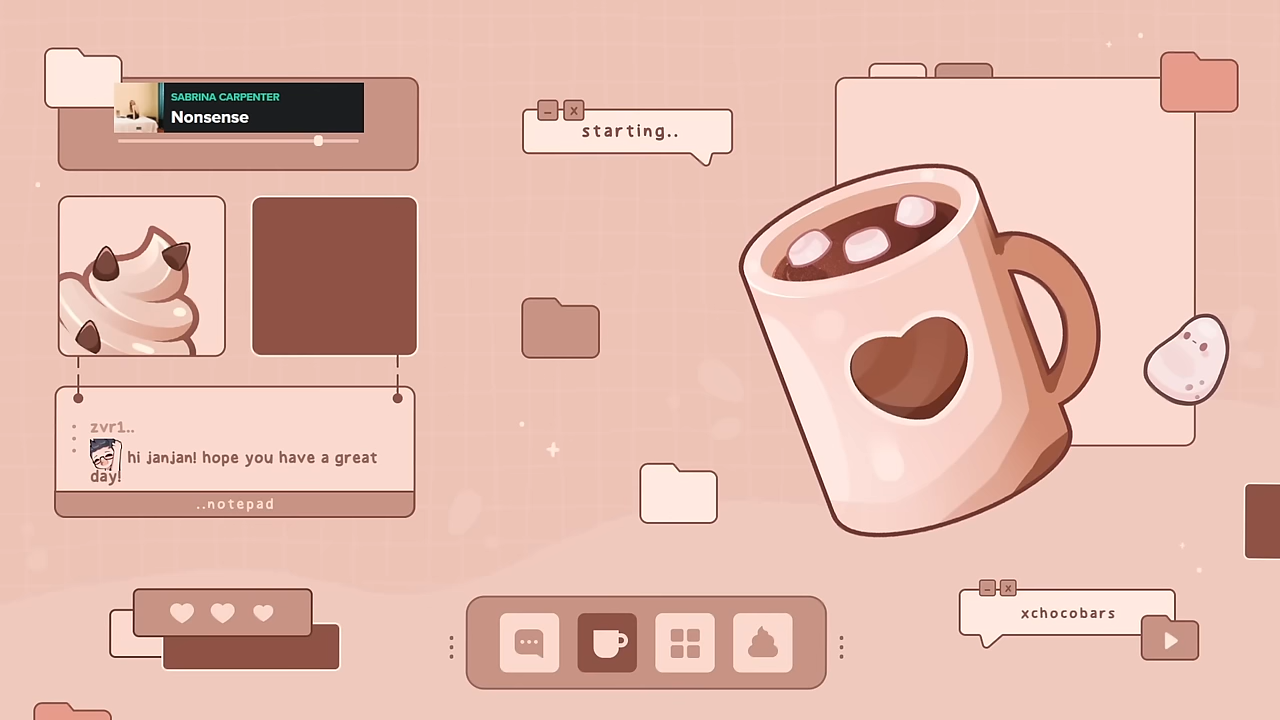 SABRINA CARPENTER
Nonsense
starting..
zvr1..
hi janjan! hope you have a great
day!
..notepad
xchocobars